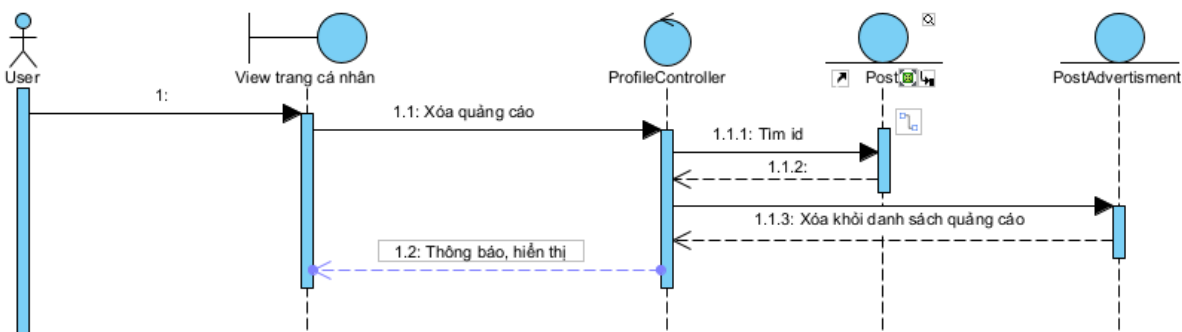 User
View trang cá nhân
ProfileController
Post
PostAdvertisment
1:
1.1: Xóa quảng cáo
1.1.1: Tìm id
1.1.2:
1.1.3: Xóa khỏi danh sách quảng cáo
1.2: Thông báo, hiển thị